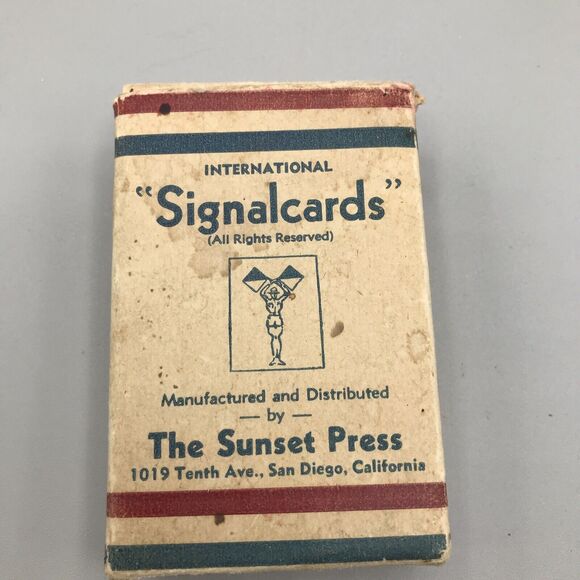 INTERNATIONAL
"Signalcards"
(All Rights Reserved)
Manufactured and Distributed
— by —
The Sunset Press
1019 Tenth Ave., San Diego, California